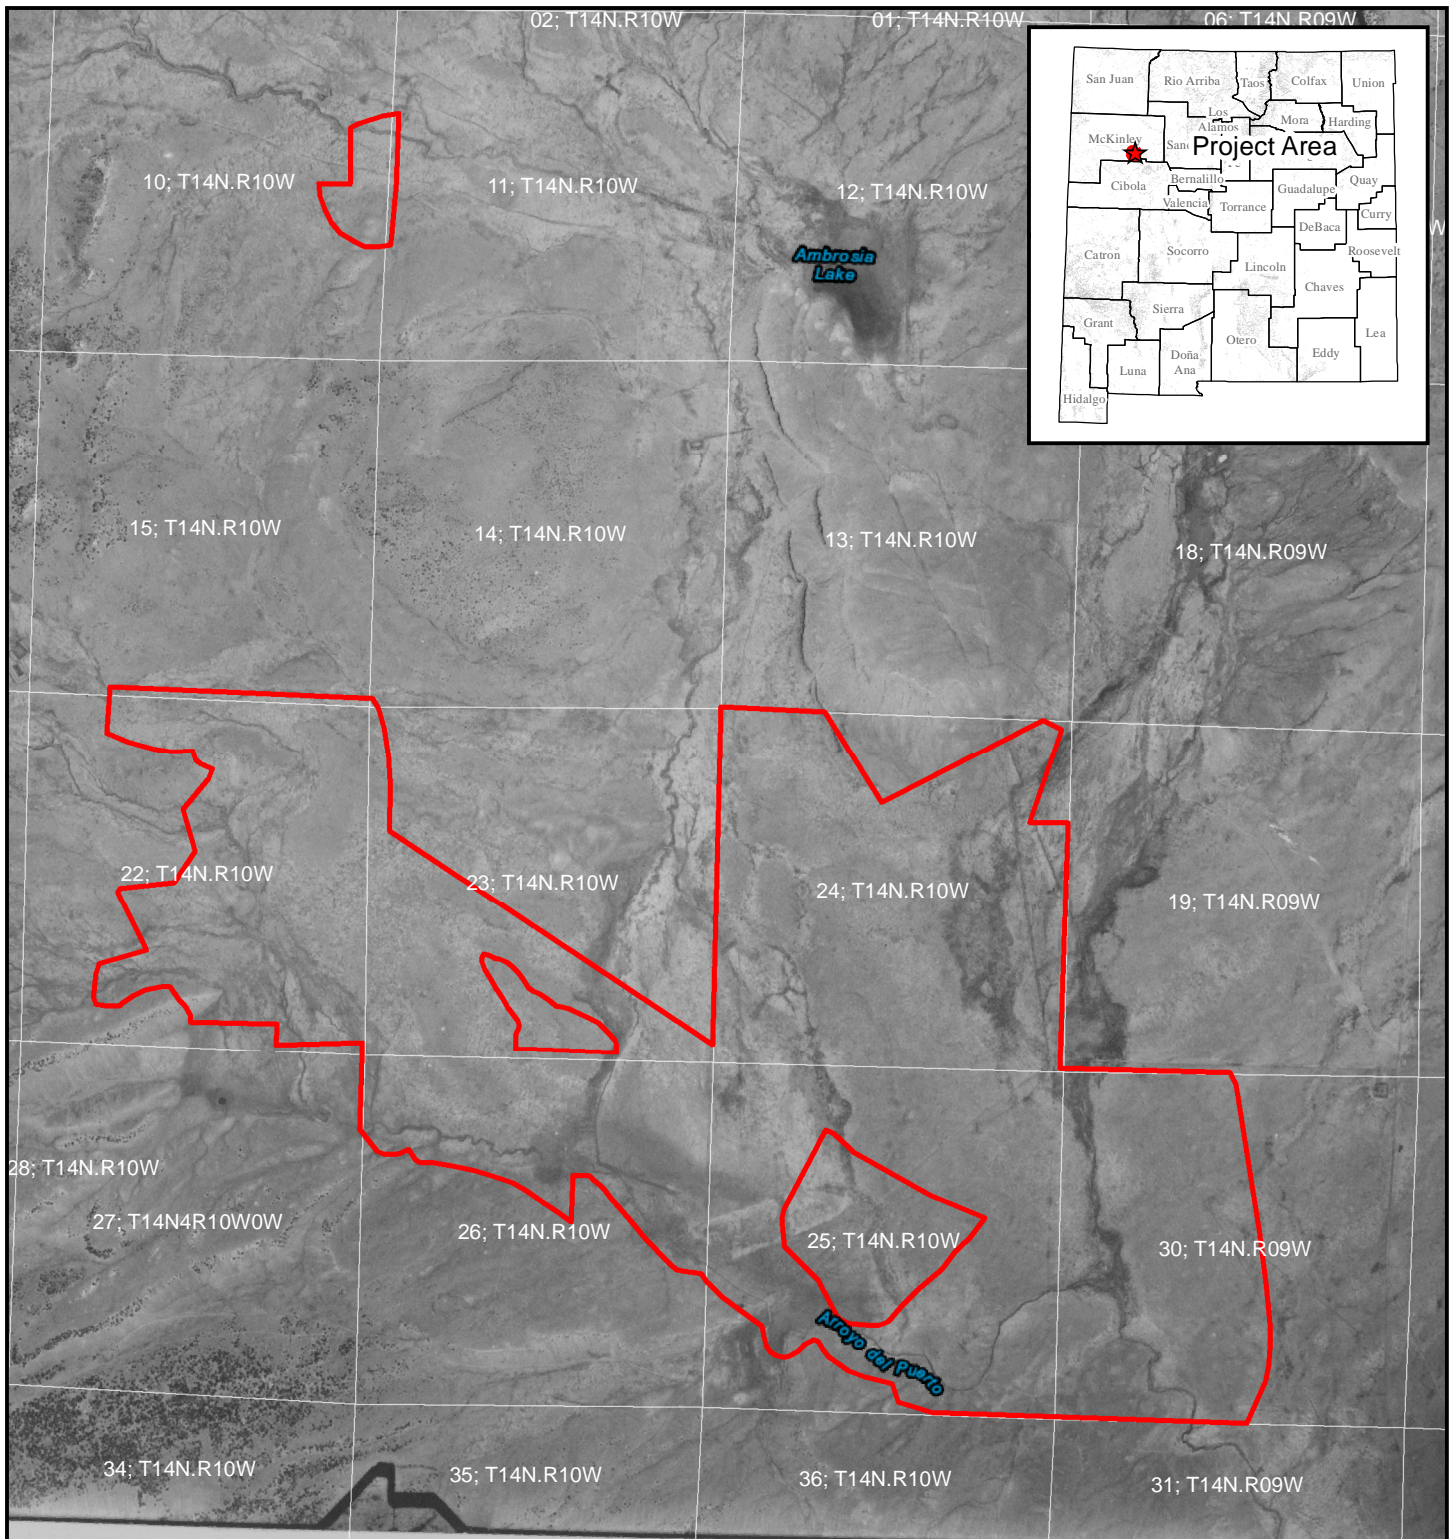 02; T14N.R10W
01; T14N.R10W
06; T14N.R09W
San Juan
Rio Arriba
Taos
Colfax
Union
Los
Alamos
Mora
Harding
McKinley
Project Area
Cibola
Bernalillo
Guadalupe
Quay
Valencia
Torrance
Curry
DeBaca
Catron
Socorro
Roosevelt
Lincoln
Chaves
Sierra
Grant
Otero
Lea
Doña
Ana
Luna
Eddy
Hidalgo
10; T14N.R10W
11; T14N.R10W
12; T14N.R10W
Ambrosia
Lake
15; T14N.R10W
14; T14N.R10W
13; T14N.R10W
18; T14N.R09W
22; T14N.R10W
23; T14N.R10W
24; T14N.R10W
19; T14N.R09W
28; T14N.R10W
27; T14N4R10W0W
26; T14N.R10W
25; T14N.R10W
30; T14N.R09W
Arroyo del Puerto
34; T14N.R10W
35; T14N.R10W
36; T14N.R10W
31; T14N.R09W